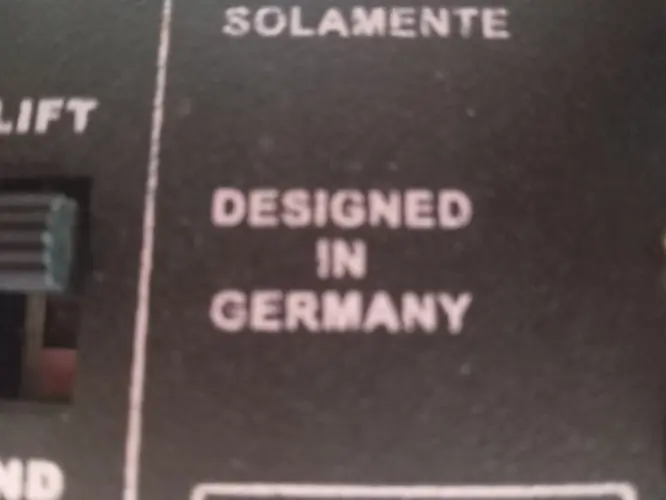 SOLAMENTE
LIFT
DESIGNED
IN
GERMANY
ND